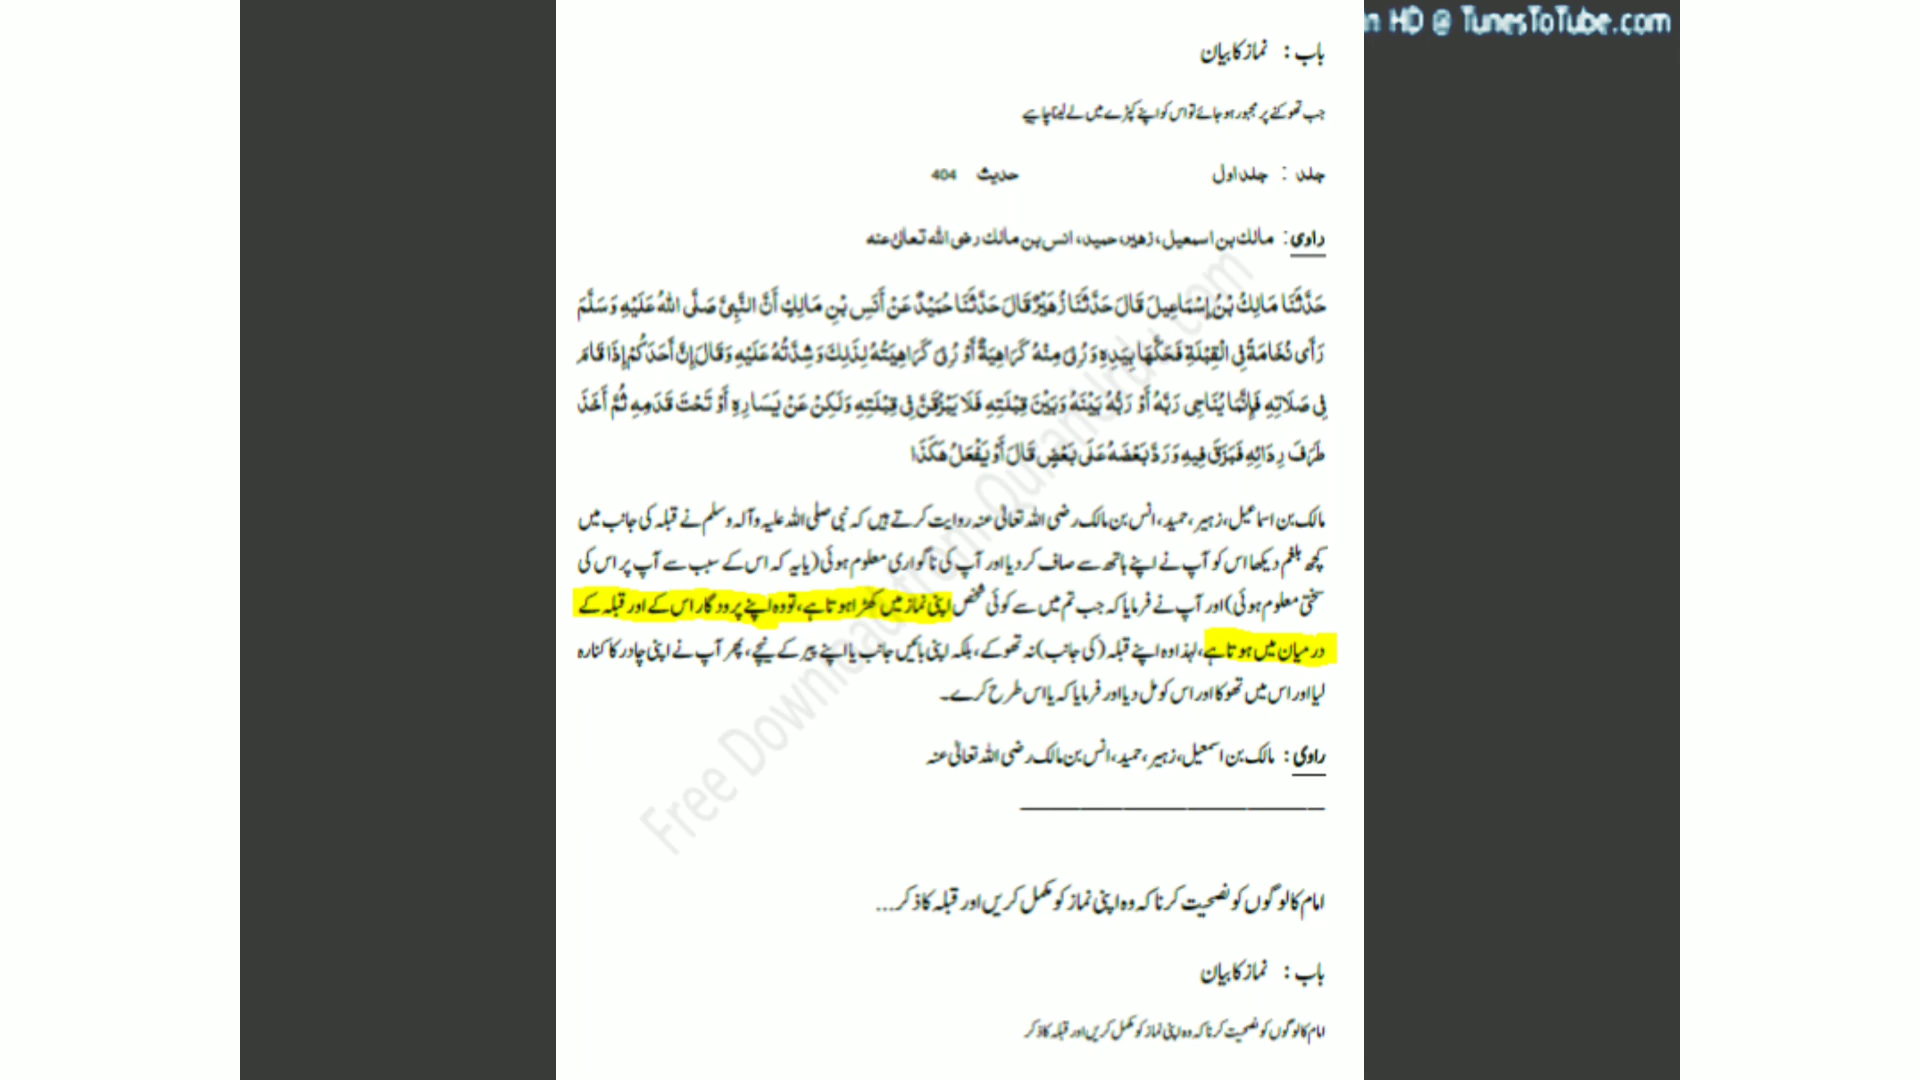 n HD @ TunesToTube.com
باب : نماز کا بیان
جب تھوکنے پر مجبور ہو جائے تو اس کو اپنے کپڑے میں لے لینا چاہیے
جلد : جلد اول حدیث 404
راوی: مالک بن اسمعیل، زھیر، حمید، انس بن مالک رضی اللہ تعالیٰ عنہ
حَدَّثَنَا مَالِكُ بْنُ إِسْمَاعِيلَ قَالَ حَدَّثَنَا زُهَيْرٌ قَالَ حَدَّثَنَا حُمَيْدٌ عَنْ أَنَسِ بْنِ مَالِكٍ أَنَّ النَّبِيَّ صَلَّى اللهُ عَلَيْهِ وَسَلَّمَ
رَأَى نُخَامَةً فِي الْقِبْلَةِ فَحَكَّهَا بِيَدِهِ وَرُئِيَ مِنْهُ كَرَاهِيَةٌ أَوْ رُئِيَ كَرَاهِيَتُهُ لِذَلِكَ وَشِدَّتُهُ عَلَيْهِ وَقَالَ إِنَّ أَحَدَكُمْ إِذَا قَامَ
فِي صَلَاتِهِ فَإِنَّمَا يُنَاجِي رَبَّهُ أَوْ رَبُّهُ بَيْنَهُ وَبَيْنَ قِبْلَتِهِ فَلَا يَبْزُقَنَّ فِي قِبْلَتِهِ وَلَكِنْ عَنْ يَسَارِهِ أَوْ تَحْتَ قَدَمِهِ ثُمَّ أَخَذَ
طَرَفَ رِدَائِهِ فَبَزَقَ فِيهِ وَرَدَّ بَعْضَهُ عَلَى بَعْضٍ قَالَ أَوْ يَفْعَلُ هَكَذَا
مالک بن اسماعیل، زہیر، حمید، انس بن مالک رضی اللہ تعالیٰ عنہ روایت کرتے ہیں کہ نبی صلی اللہ علیہ وآلہ وسلم نے قبلہ کی جانب میں
کچھ بلغم دیکھا اس کو آپ نے اپنے ہاتھ سے صاف کر دیا اور آپ کی ناگواری معلوم ہوئی (یا یہ کہ اس کے سبب سے آپ پر اس کی
سختی معلوم ہوئی) اور آپ نے فرمایا کہ جب تم میں سے کوئی شخص اپنی نماز میں کھڑا ہوتا ہے، تو وہ اپنے پرودگار اس کے اور قبلہ کے
درمیان میں ہوتا ہے، لہذا وہ اپنے قبلہ (کی جانب) نہ تھوکے، بلکہ اپنی بائیں جانب یا اپنے پیر کے نیچے، پھر آپ نے اپنی چادر کا کنارہ
لیا اور اس میں تھوکا اور اس کو مل دیا اور فرمایا کہ یا اس طرح کرے۔
راوی : مالک بن اسمعیل، زہیر، حمید، انس بن مالک رضی اللہ تعالیٰ عنہ
امام کا لوگوں کو نصحیت کرنا کہ وہ اپنی نماز کو مکمل کریں اور قبلہ کا ذکر...
باب : نماز کا بیان
امام کا لوگوں کو نصحیت کرنا کہ وہ اپنی نماز کو مکمل کریں اور قبلہ کا ذکر